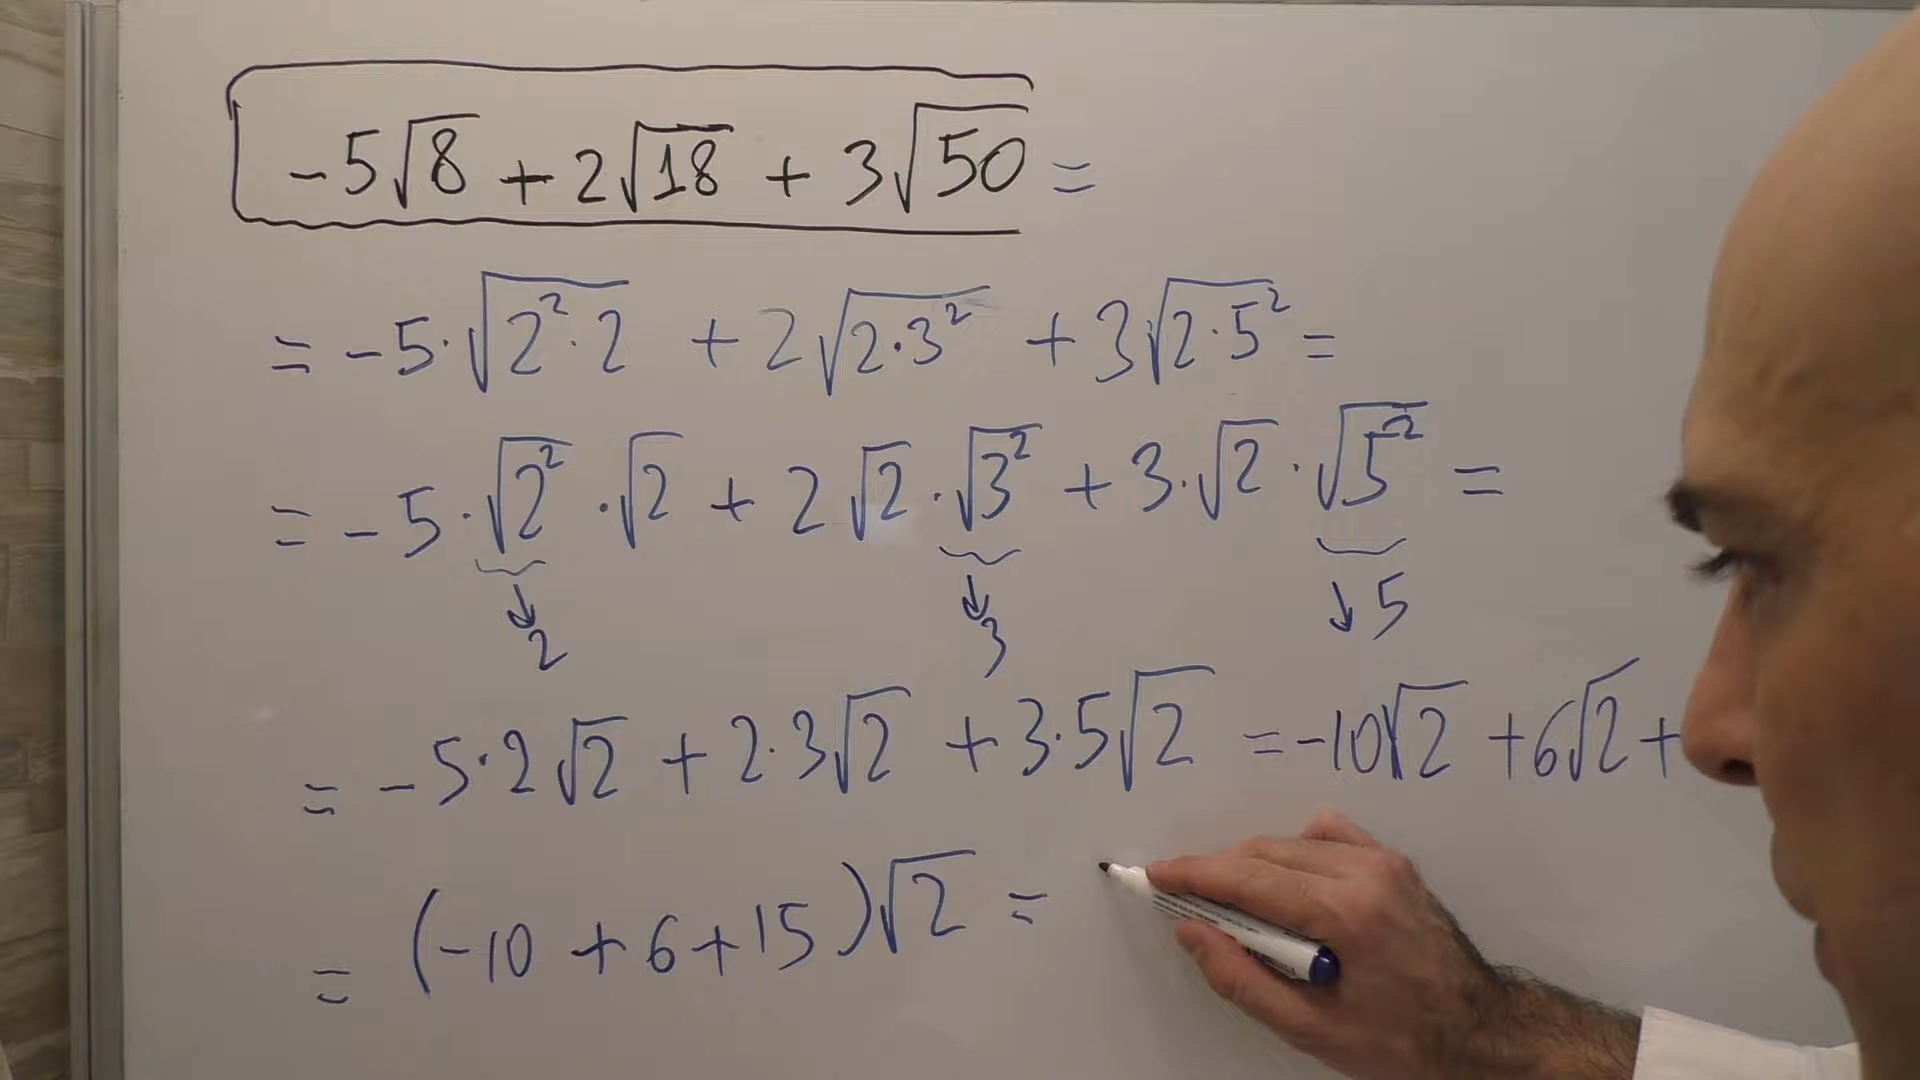 -5√8 + 2√18 + 3√50 =
= -5·√2²·2 + 2√2·3² + 3√2·5² =
= -5·√2² ·√2 + 2√2·√3² + 3·√2·√5² =
↓2 ↓3 ↓5
= -5·2√2 + 2·3√2 + 3·5√2 = -10√2 + 6√2 +
= (-10 + 6 + 15)√2 =